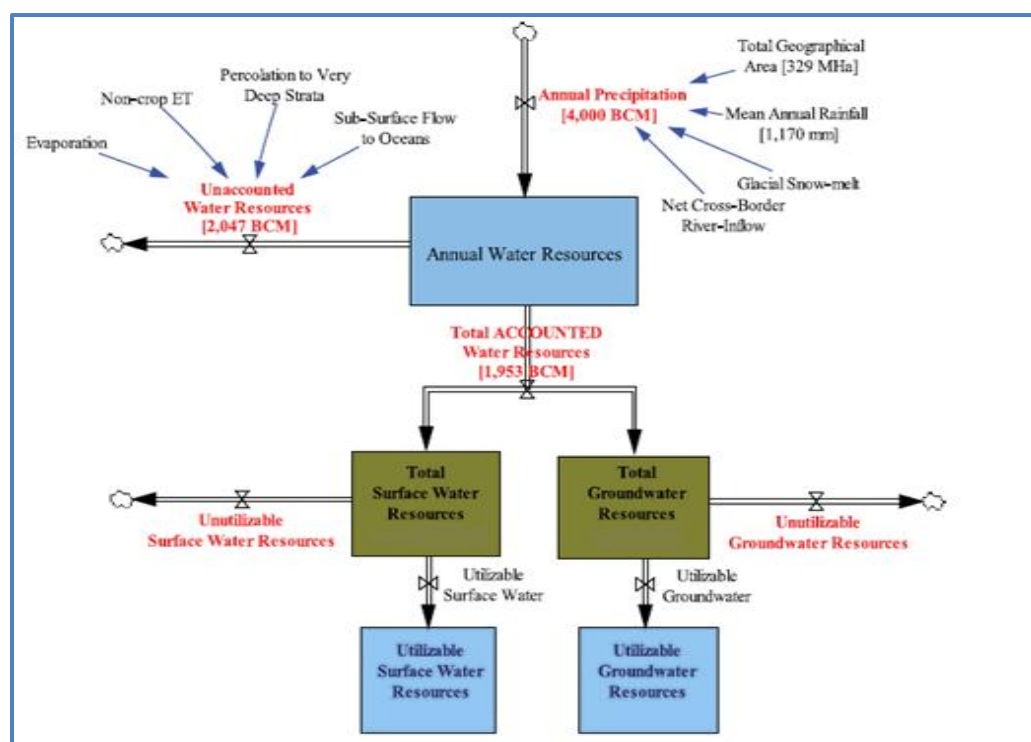 Total Geographical
Area [329 MHa]
Percolation to Very
Deep Strata
Non-crop ET
Annual Precipitation
[4,000 BCM]
Mean Annual Rainfall
[1,170 mm]
Sub-Surface Flow
to Oceans
Evaporation
Glacial Snow-melt
Unaccounted
Water Resources
[2,047 BCM]
Net Cross-Border
River-Inflow
Annual Water Resources
Total ACCOUNTED
Water Resources
[1,953 BCM]
Total
Surface Water
Resources
Total
Groundwater
Resources
Unutilizable
Surface Water Resources
Unutilizable
Groundwater Resources
Utilizable
Surface Water
Utilizable
Groundwater
Utilizable
Surface Water
Resources
Utilizable
Groundwater
Resources